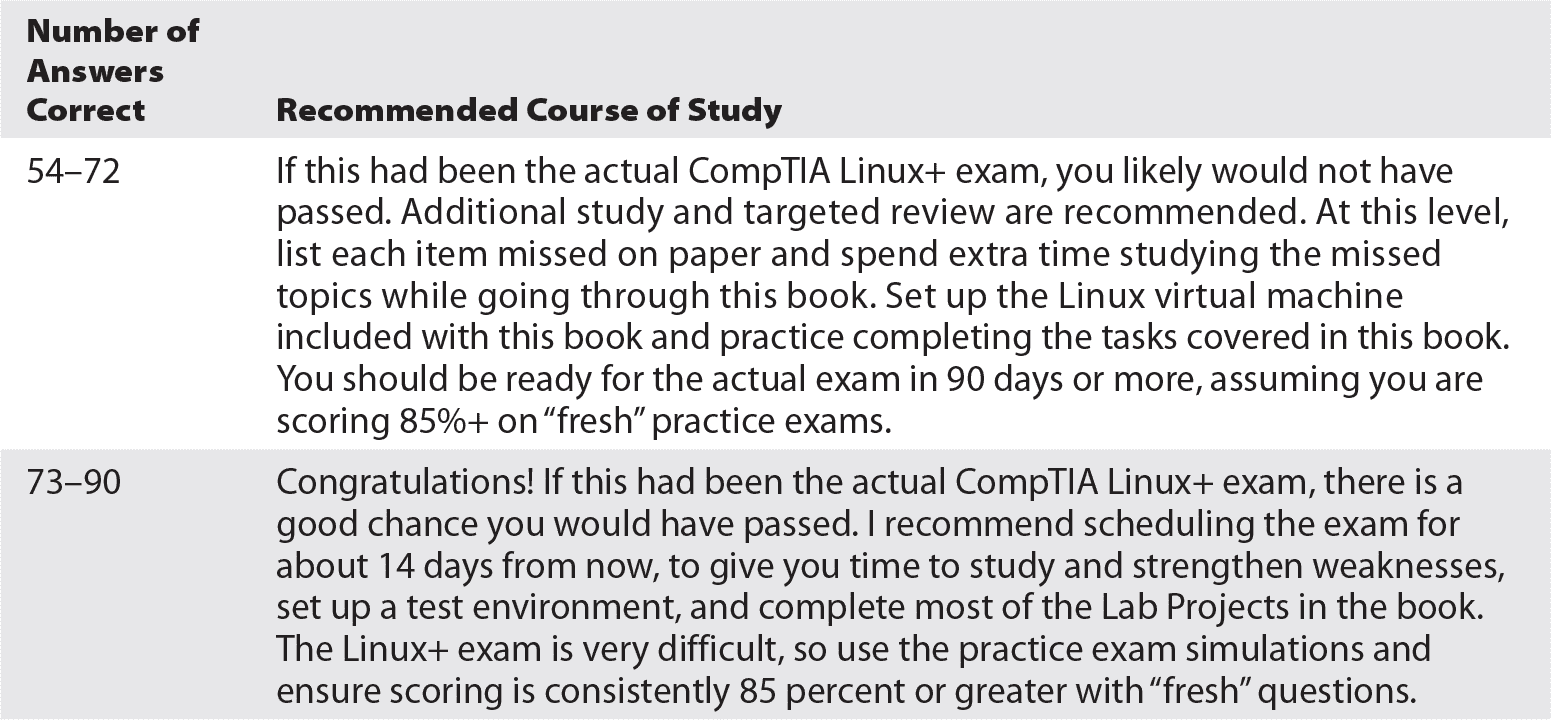 Number of
Answers
Correct
Recommended Course of Study
54–72
If this had been the actual CompTIA Linux+ exam, you likely would not have
passed. Additional study and targeted review are recommended. At this level,
list each item missed on paper and spend extra time studying the missed
topics while going through this book. Set up the Linux virtual machine
included with this book and practice completing the tasks covered in this book.
You should be ready for the actual exam in 90 days or more, assuming you are
scoring 85%+ on “fresh” practice exams.
73–90
Congratulations! If this had been the actual CompTIA Linux+ exam, there is a
good chance you would have passed. I recommend scheduling the exam for
about 14 days from now, to give you time to study and strengthen weaknesses,
set up a test environment, and complete most of the Lab Projects in the book.
The Linux+ exam is very difficult, so use the practice exam simulations and
ensure scoring is consistently 85 percent or greater with “fresh” questions.